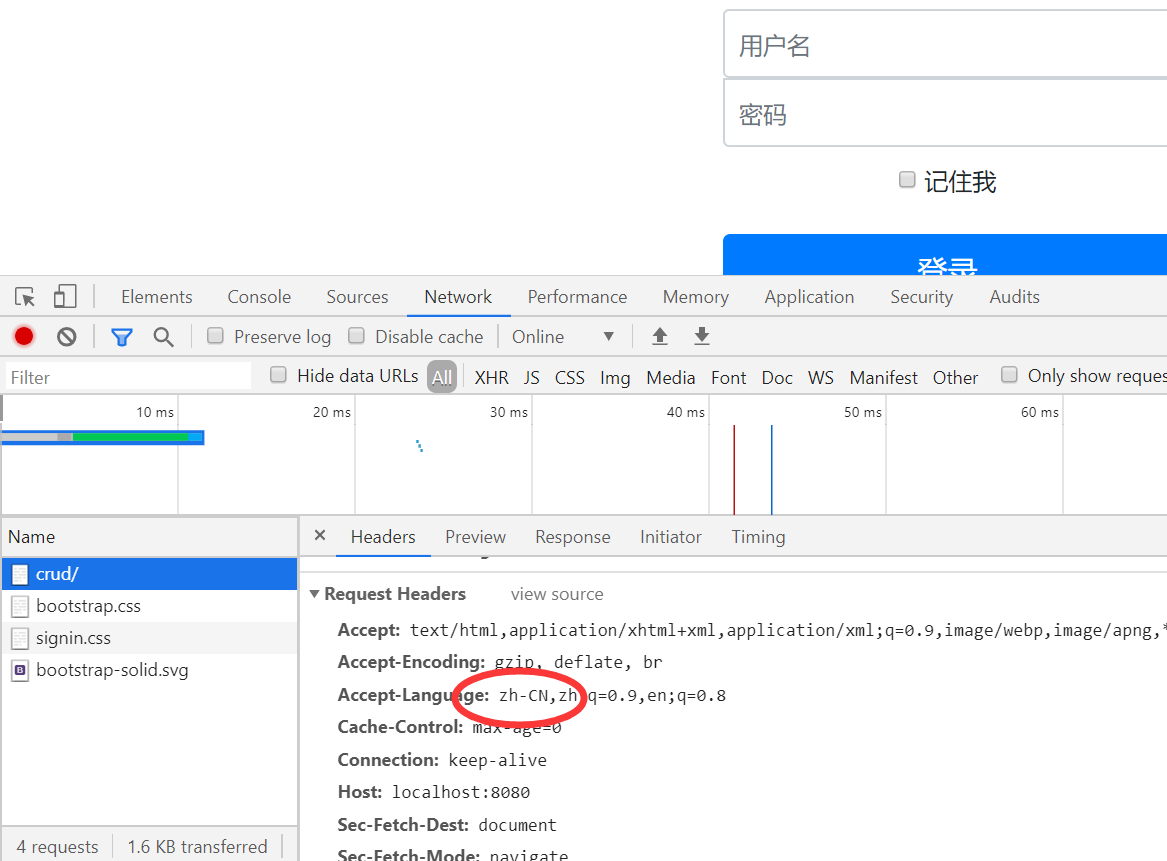 用户名
密码
记住我
登录
Elements Console Sources Network Performance Memory Application Security Audits
Preserve log Disable cache Online
Filter Hide data URLs All XHR JS CSS Img Media Font Doc WS Manifest Other Only show reques
10 ms 20 ms 30 ms 40 ms 50 ms 60 ms
Name Headers Preview Response Initiator Timing
crud/
bootstrap.css
signin.css
bootstrap-solid.svg
Request Headers view source
Accept: text/html,application/xhtml+xml,application/xml;q=0.9,image/webp,image/apng,*
Accept-Encoding: gzip, deflate, br
Accept-Language: zh-CN,zh;q=0.9,en;q=0.8
Cache-Control: max-age=0
Connection: keep-alive
Host: localhost:8080
Sec-Fetch-Dest: document
Sec-Fetch-Mode: navigate
4 requests 1.6 KB transferred